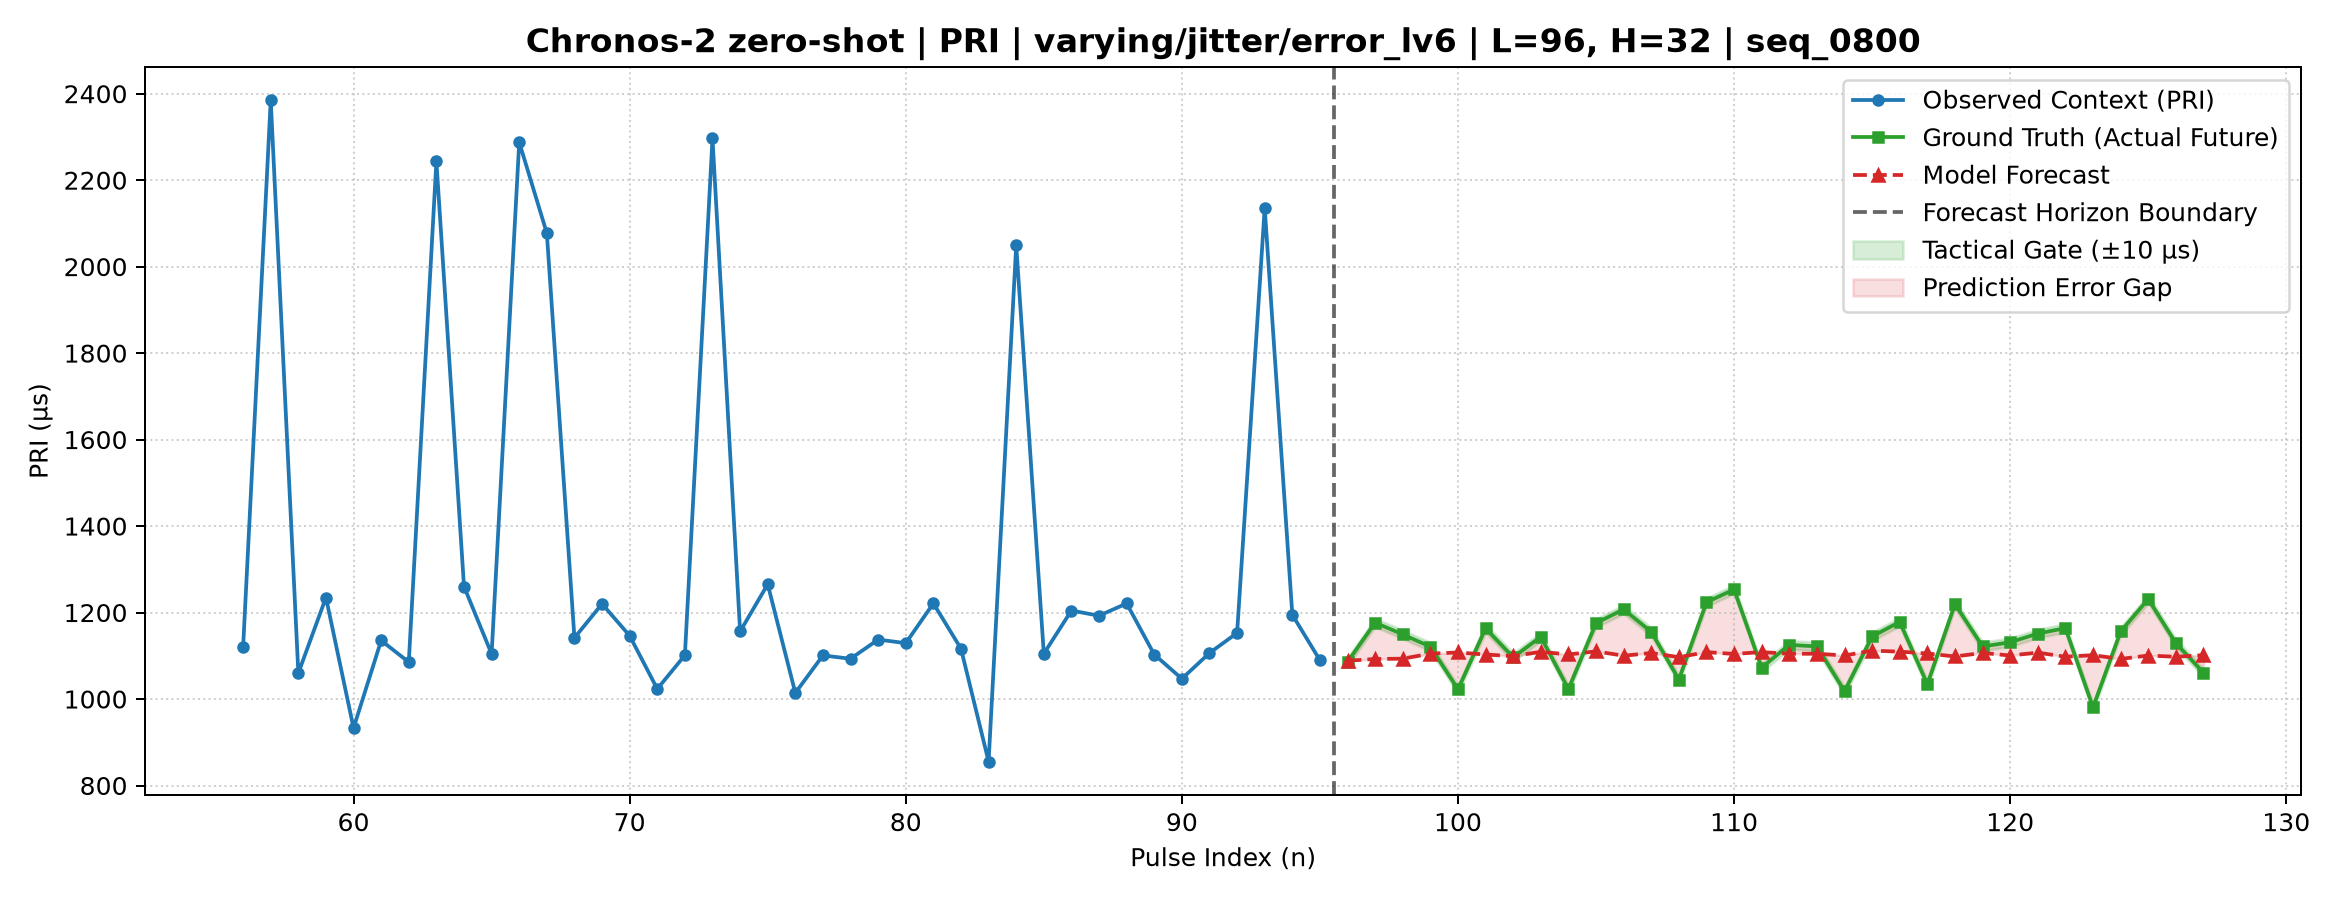 Chronos-2 zero-shot | PRI | varying/jitter/error_lv6 | L=96, H=32 | seq_0800
PRI (µs)
2400
2200
2000
1800
1600
1400
1200
1000
800
Observed Context (PRI)
Ground Truth (Actual Future)
Model Forecast
Forecast Horizon Boundary
Tactical Gate (±10 µs)
Prediction Error Gap
60 70 80 90 100 110 120 130
Pulse Index (n)